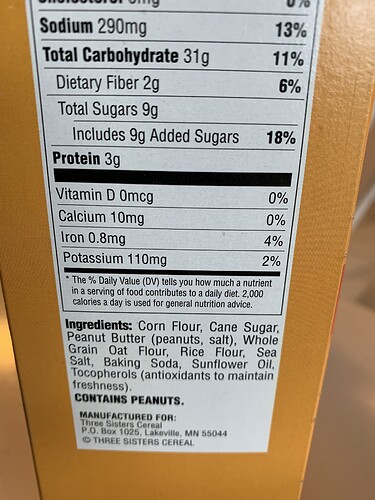 Cholesterol 0mg 0%
Sodium 290mg 13%
Total Carbohydrate 31g 11%
Dietary Fiber 2g 6%
Total Sugars 9g
Includes 9g Added Sugars 18%
Protein 3g
Vitamin D 0mcg 0%
Calcium 10mg 0%
Iron 0.8mg 4%
Potassium 110mg 2%
* The % Daily Value (DV) tells you how much a nutrient
in a serving of food contributes to a daily diet. 2,000
calories a day is used for general nutrition advice.
Ingredients: Corn Flour, Cane Sugar,
Peanut Butter (peanuts, salt), Whole
Grain Oat Flour, Rice Flour, Sea
Salt, Baking Soda, Sunflower Oil,
Tocopherols (antioxidants to maintain
freshness).
CONTAINS PEANUTS.
MANUFACTURED FOR:
Three Sisters Cereal
P.O. Box 1025, Lakeville, MN 55044
© THREE SISTERS CEREAL